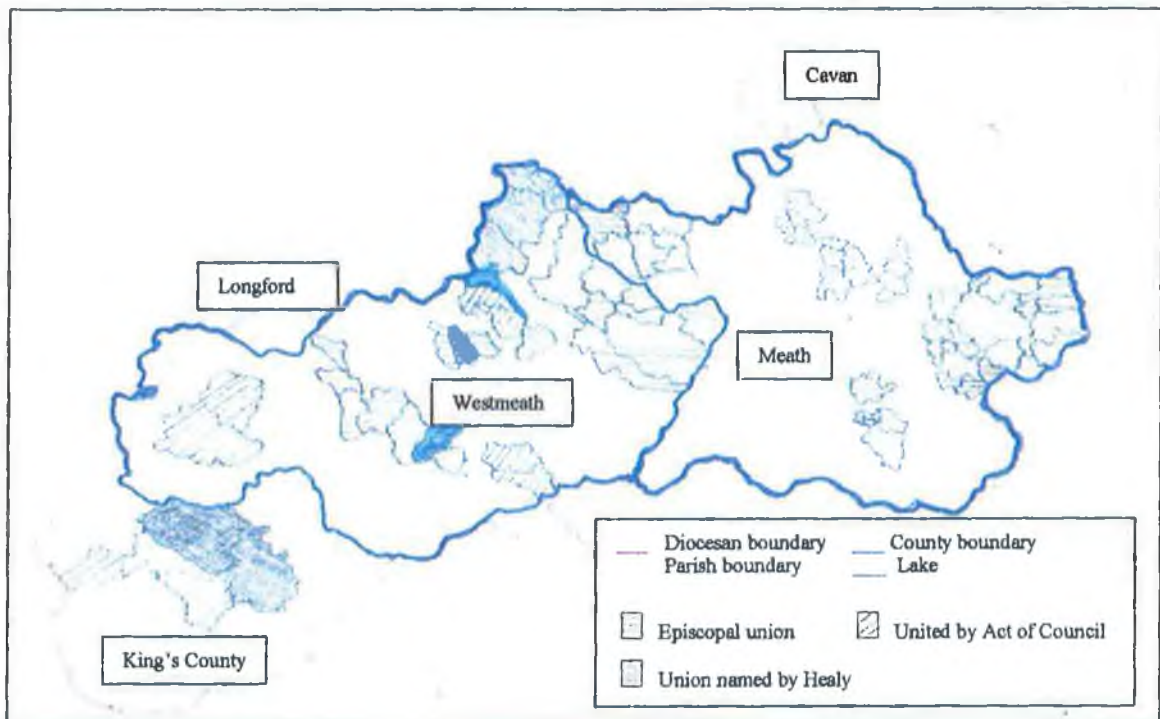 Cavan
Longford
Meath
Westmeath
King's County
Diocesan boundary
County boundary
Parish boundary
Lake
Episcopal union
United by Act of Council
Union named by Healy